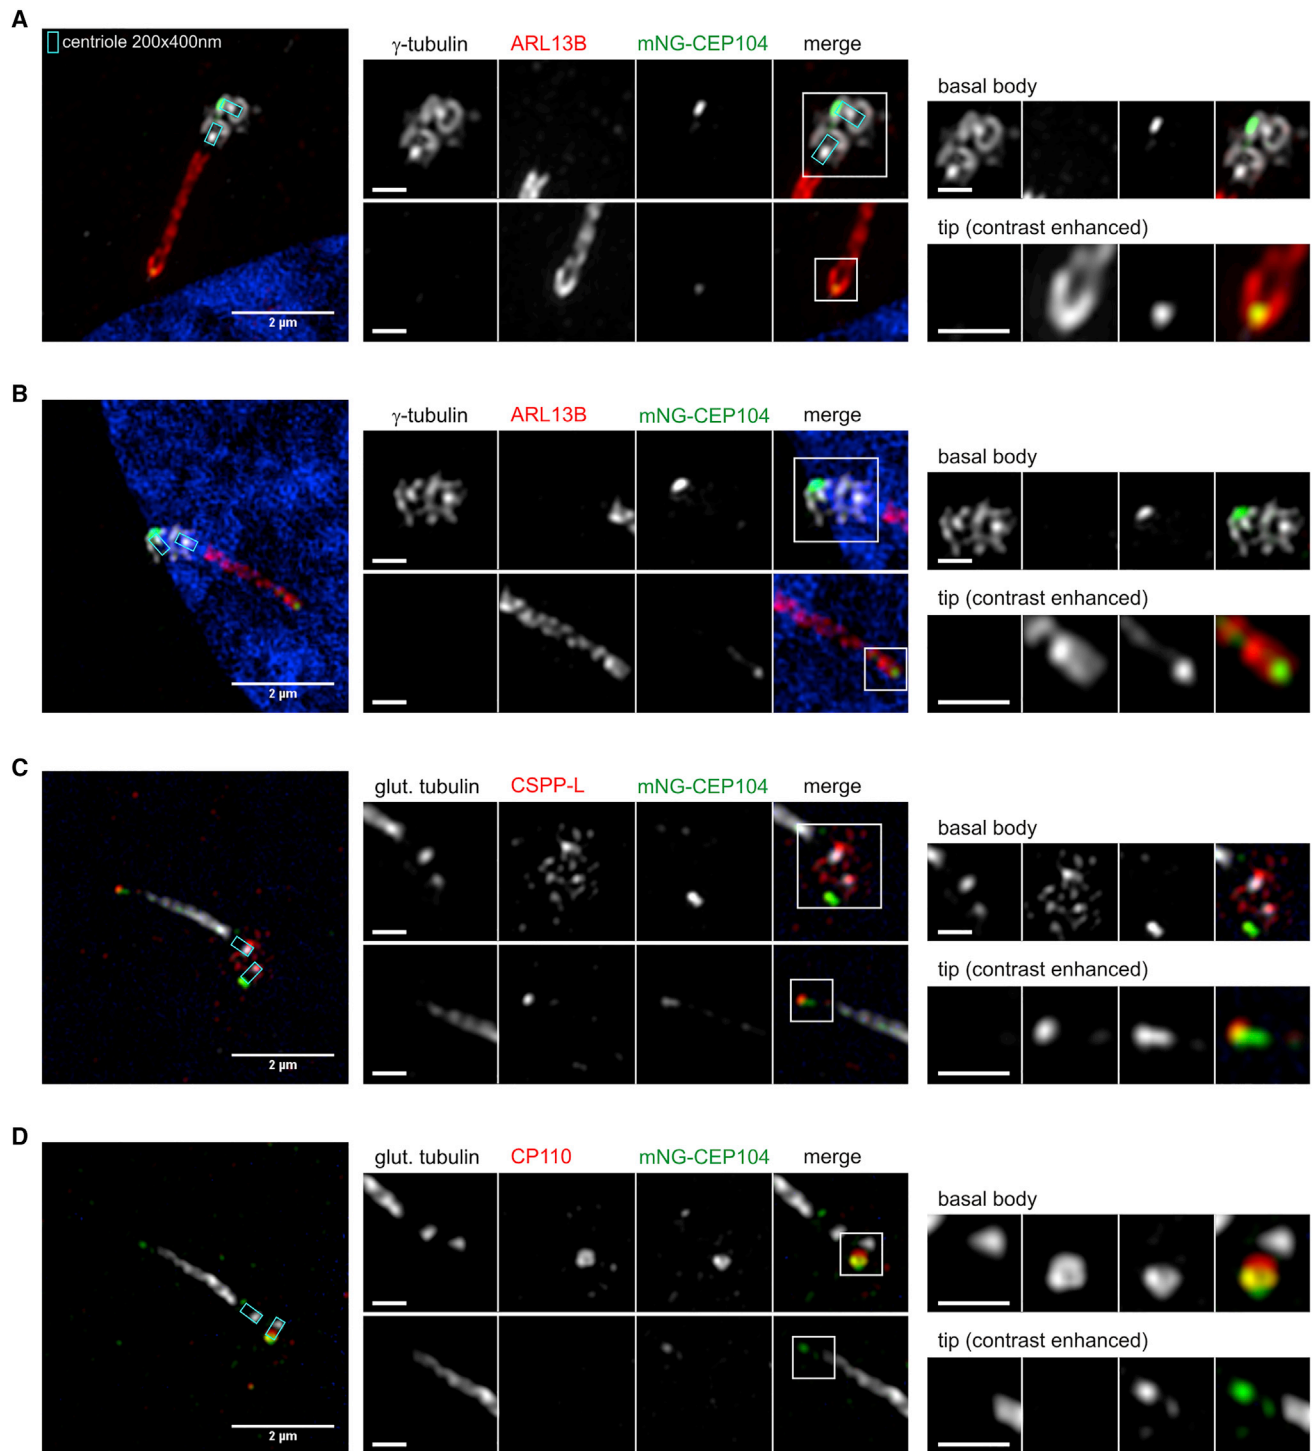 A
centriole 200x400nm
γ-tubulin ARL13B mNG-CEP104 merge
basal body
tip (contrast enhanced)
2 µm
B
γ-tubulin ARL13B mNG-CEP104 merge
basal body
tip (contrast enhanced)
2 µm
C
glut. tubulin CSPP-L mNG-CEP104 merge
basal body
tip (contrast enhanced)
2 µm
D
glut. tubulin CP110 mNG-CEP104 merge
basal body
tip (contrast enhanced)
2 µm